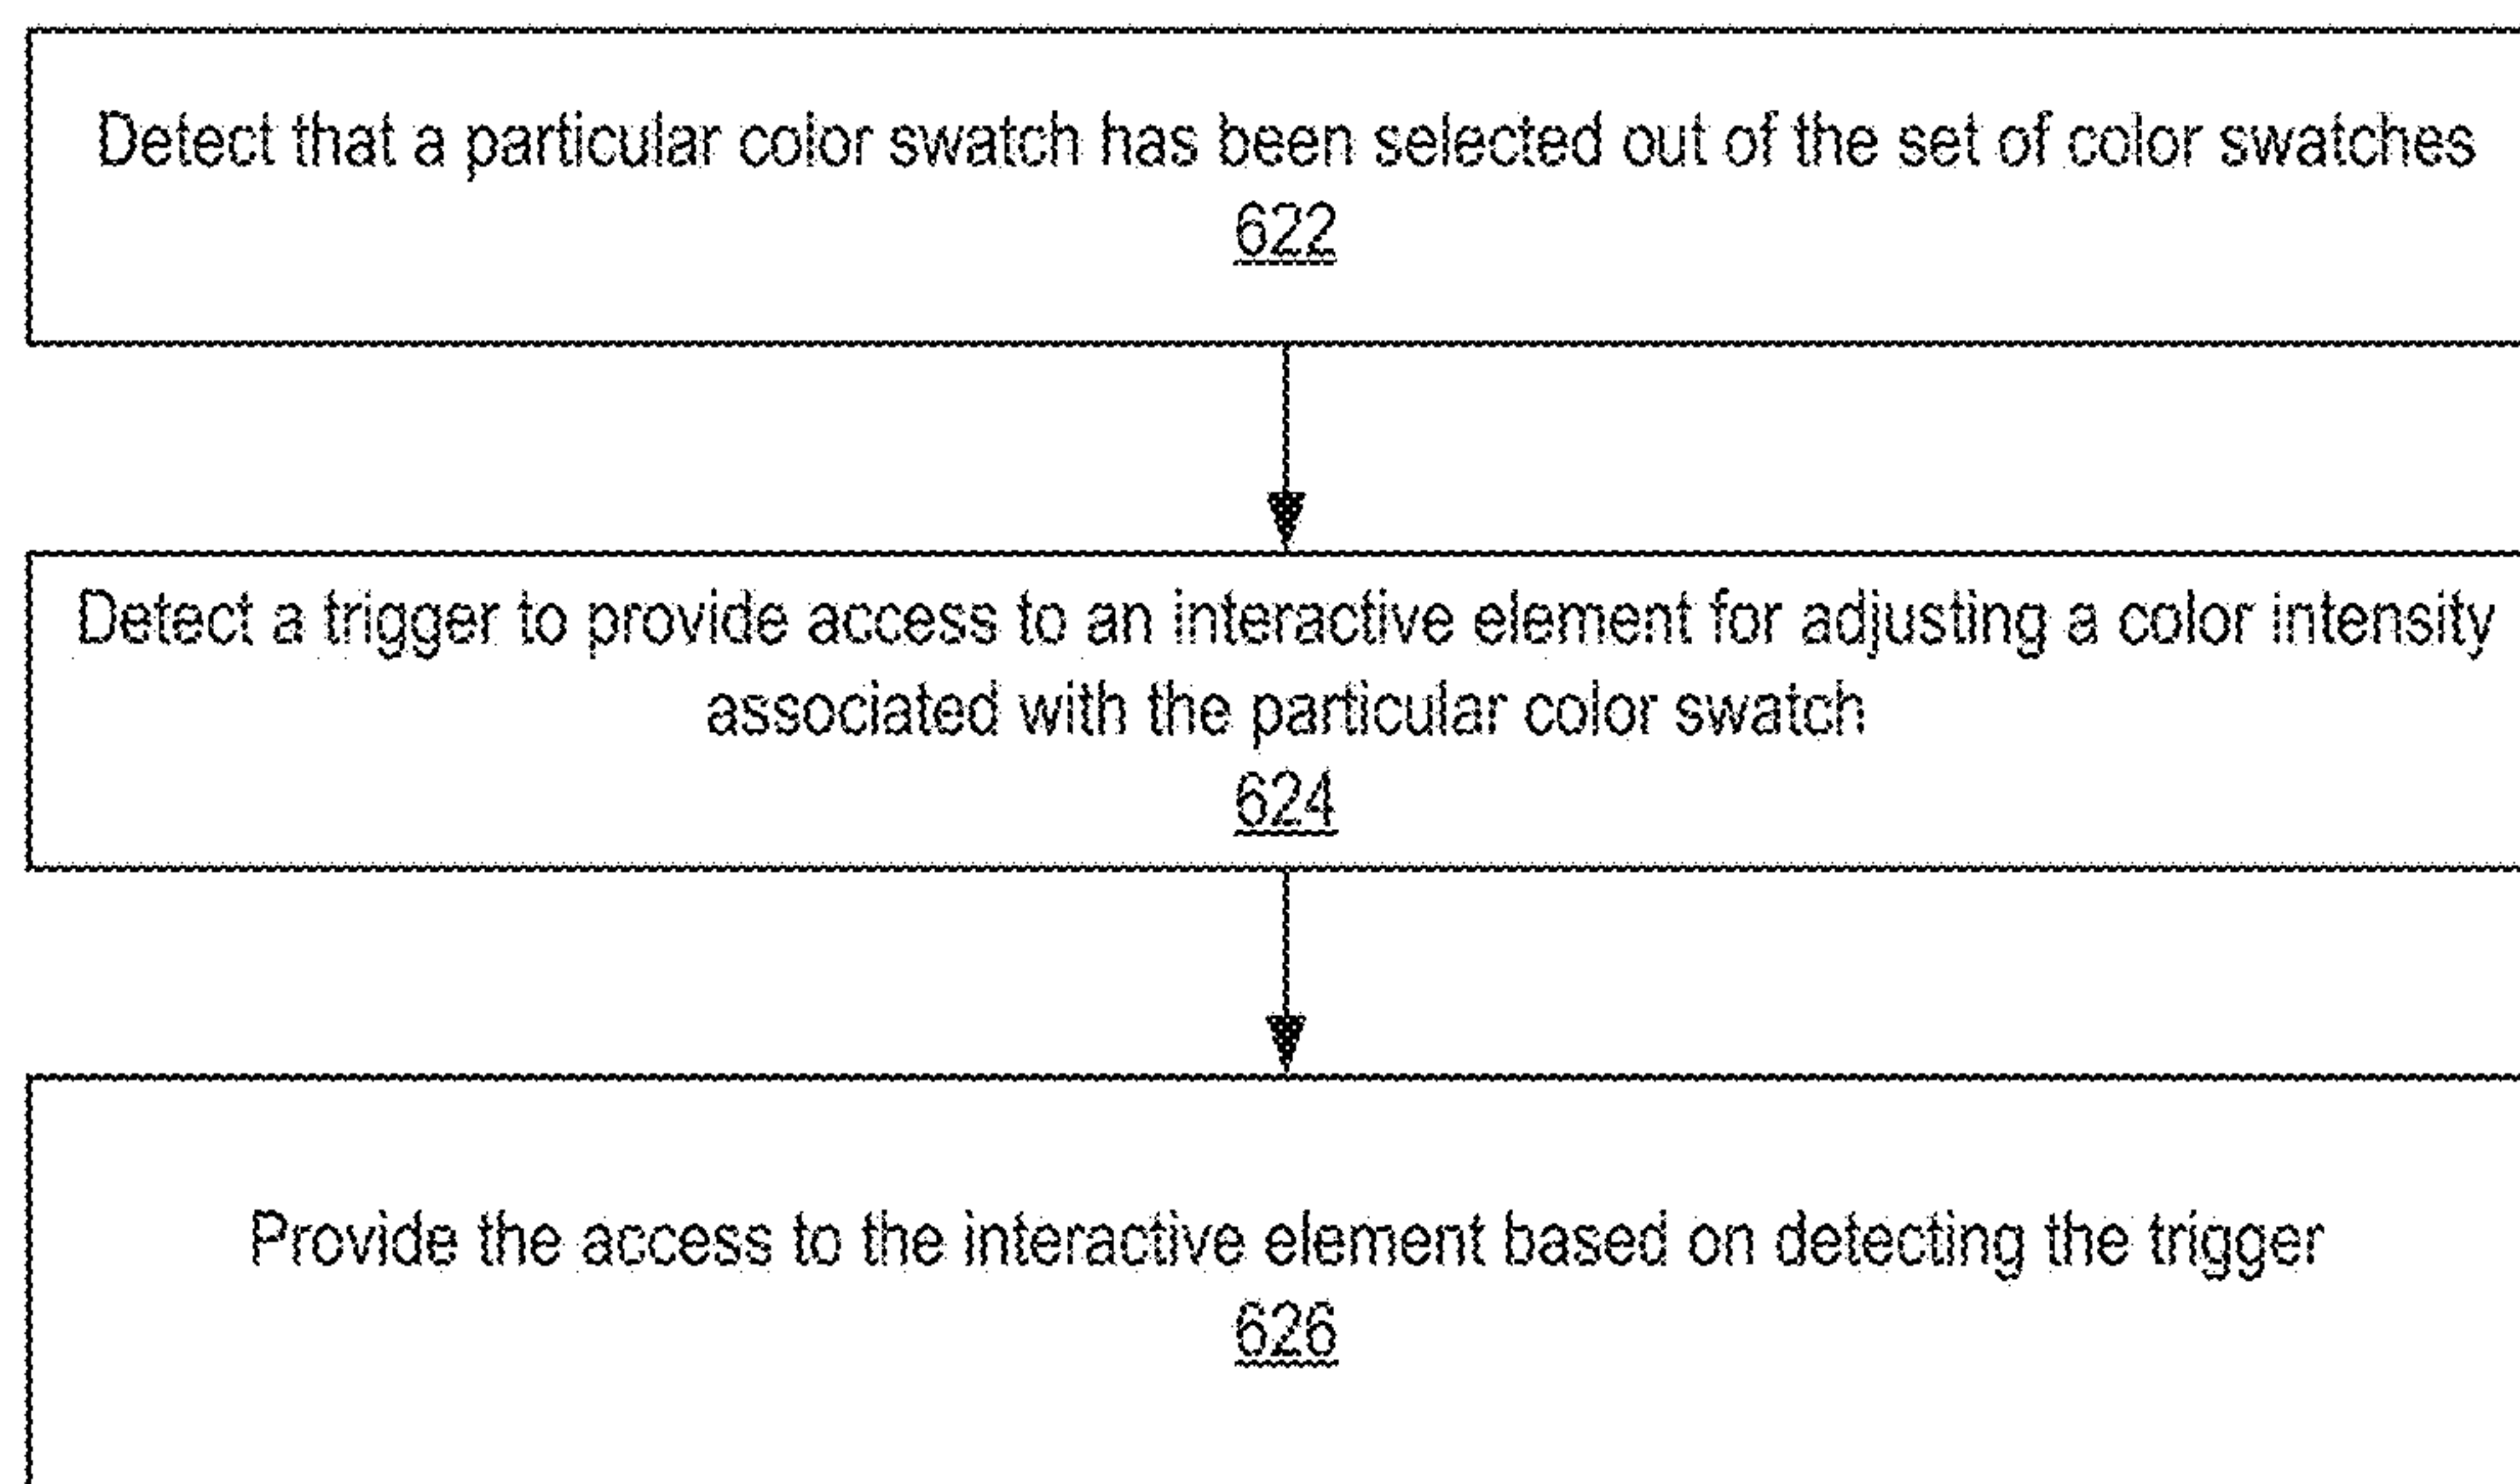 Detect that a particular color swatch has been selected out of the set of color swatches
622
Detect a trigger to provide access to an interactive element for adjusting a color intensity
associated with the particular color swatch
624
Provide the access to the interactive element based on detecting the trigger
626